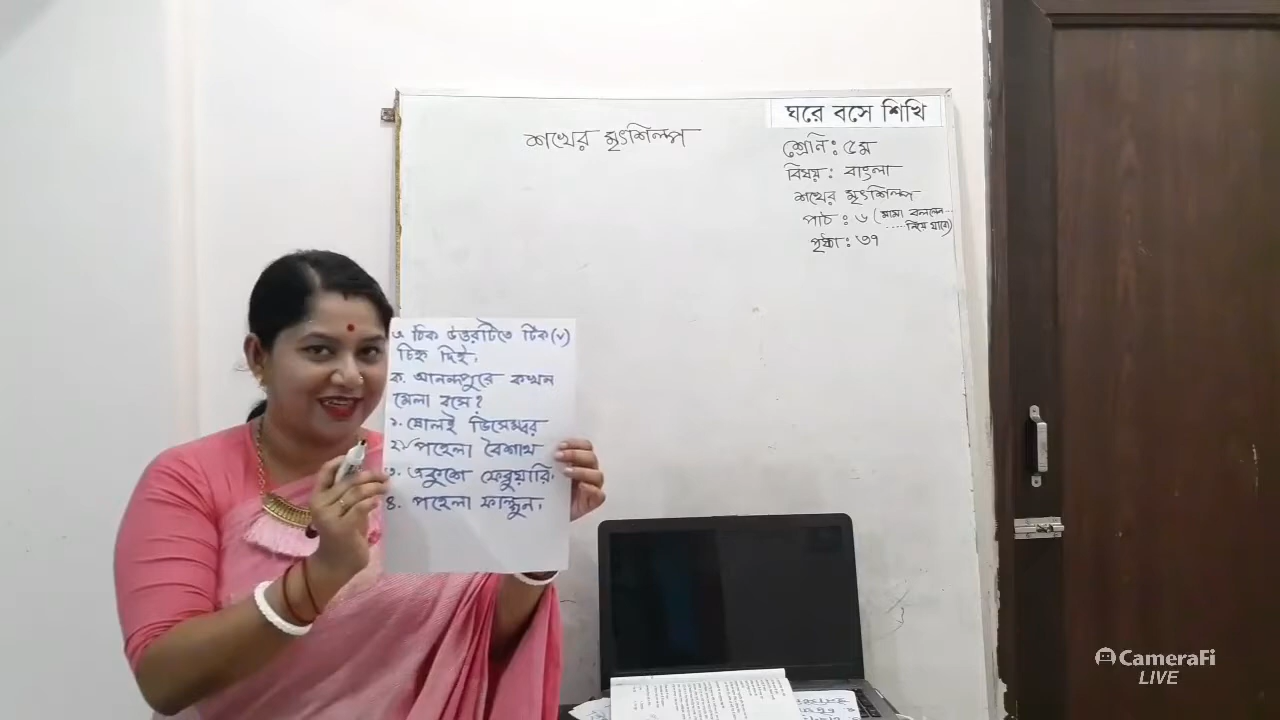 শখের মৃৎশিল্প
ঘরে বসে শিখি
শ্রেনি: ৫ম
বিষয়: বাংলা
শখের মৃৎশিল্প
পাঠ: ৬ (মামা বললেন...
....নিয়ে যাবো)
পৃষ্ঠা: ৩৭
ঠিক উত্তরটিতে টিক(√)
চিহ্ন দিই।
ক. আনন্দপুরে কখন
মেলা বসে?
১. ষোলই ডিসেম্বর
২.√পহেলা বৈশাখ
৩. একুশে ফেব্রুয়ারি।
৪. পহেলা ফাল্গুন।
CameraFi
LIVE